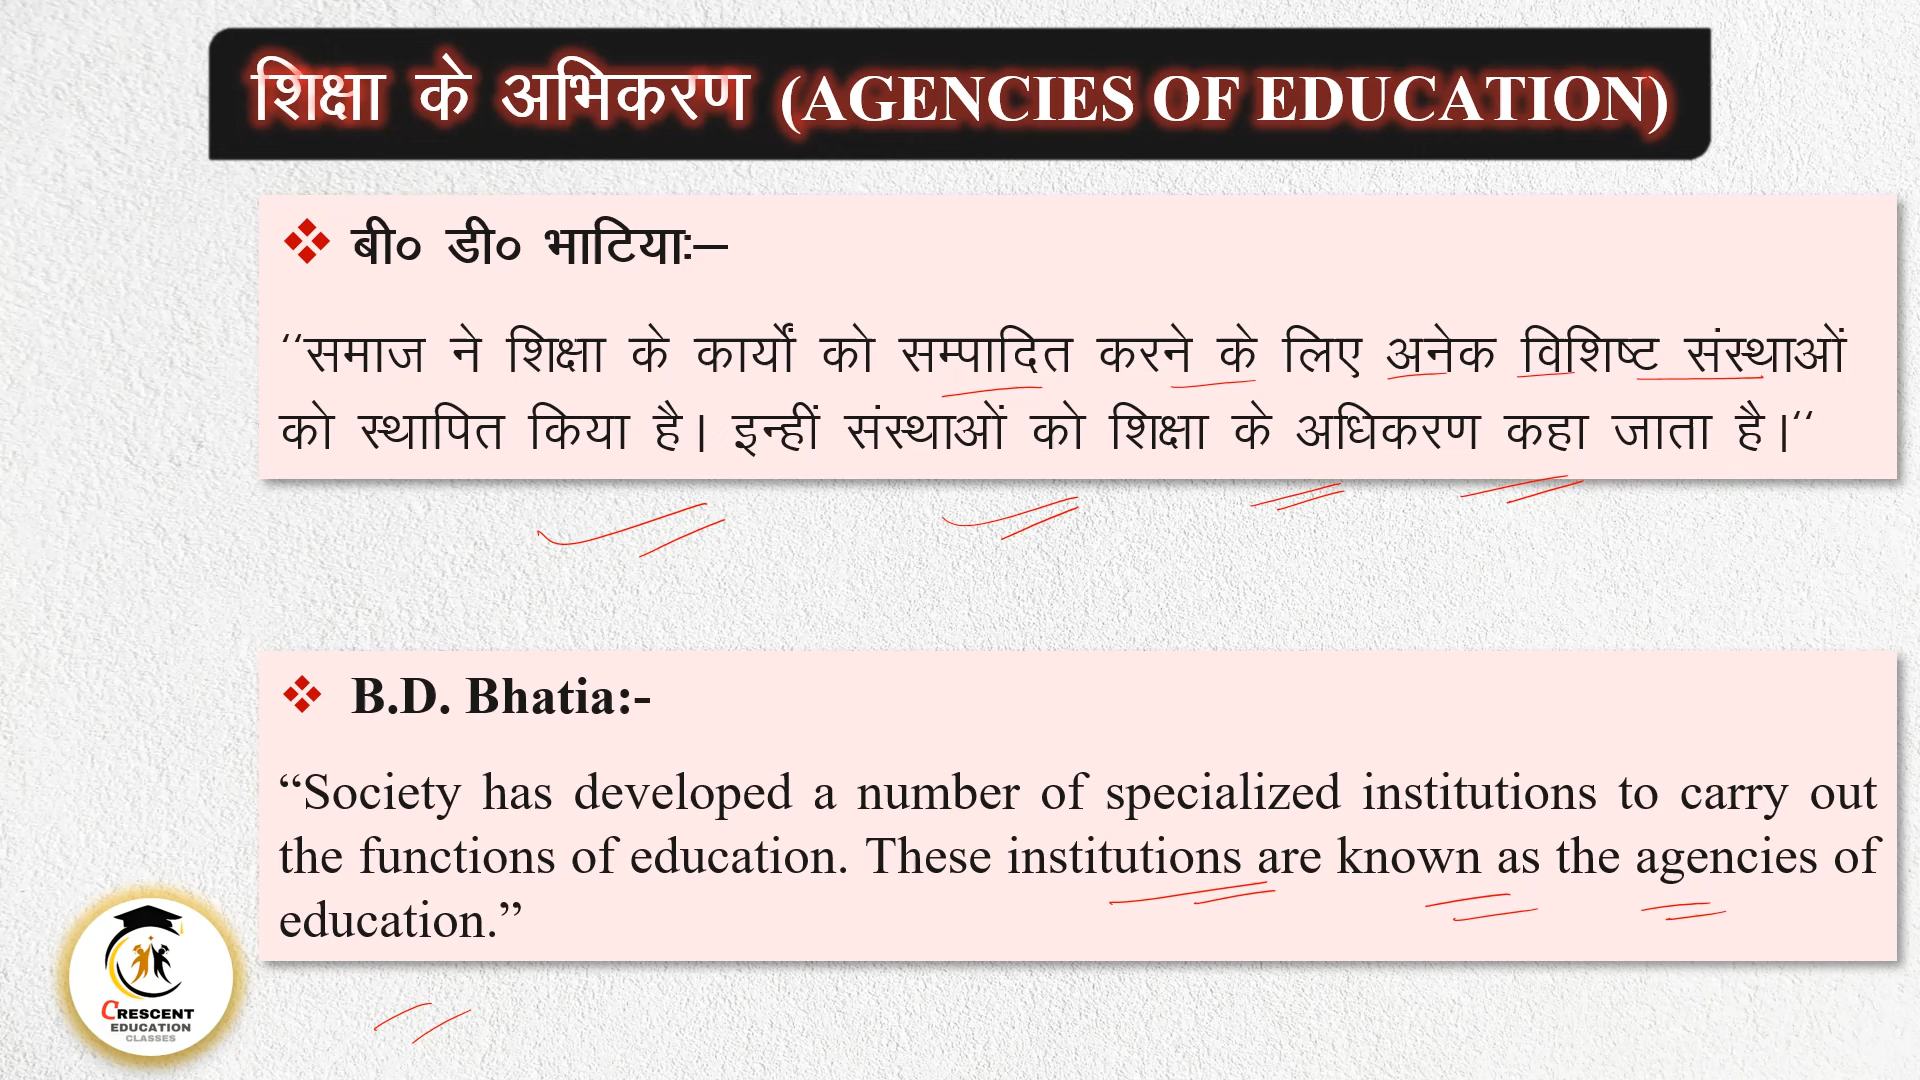 शिक्षा के अभिकरण (AGENCIES OF EDUCATION)
❖ बी० डी० भाटिया:–
‘‘समाज ने शिक्षा के कार्यों को सम्पादित करने के लिए अनेक विशिष्ट संस्थाओं
को स्थापित किया है। इन्हीं संस्थाओं को शिक्षा के अधिकरण कहा जाता है।‘‘
❖ B.D. Bhatia:-
“Society has developed a number of specialized institutions to carry out
the functions of education. These institutions are known as the agencies of
education.”
CRESCENT
EDUCATION
CLASSES